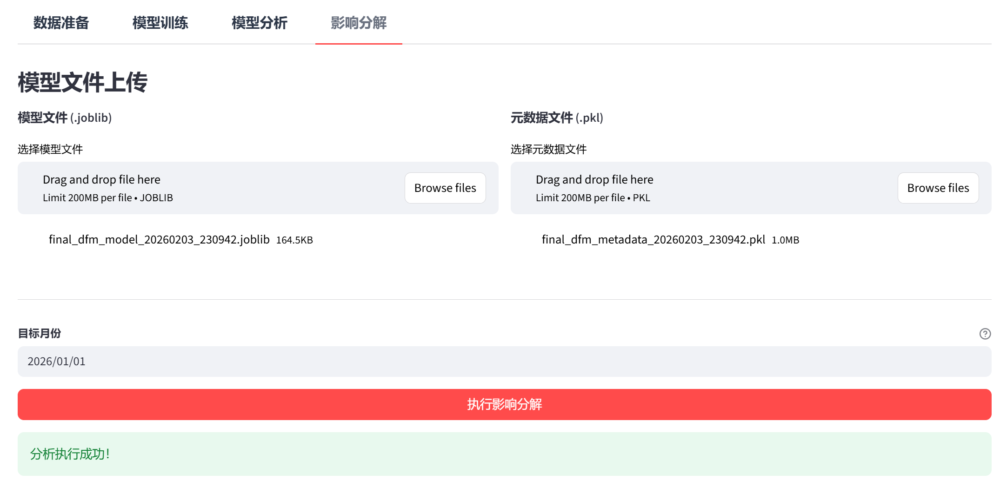 数据准备 模型训练 模型分析 影响分解
模型文件上传
模型文件 (.joblib)
选择模型文件
Drag and drop file here
Limit 200MB per file • JOBLIB
Browse files
final_dfm_model_20260203_230942.joblib 164.5KB
元数据文件 (.pkl)
选择元数据文件
Drag and drop file here
Limit 200MB per file • PKL
Browse files
final_dfm_metadata_20260203_230942.pkl 1.0MB
目标月份
2026/01/01
执行影响分解
分析执行成功！